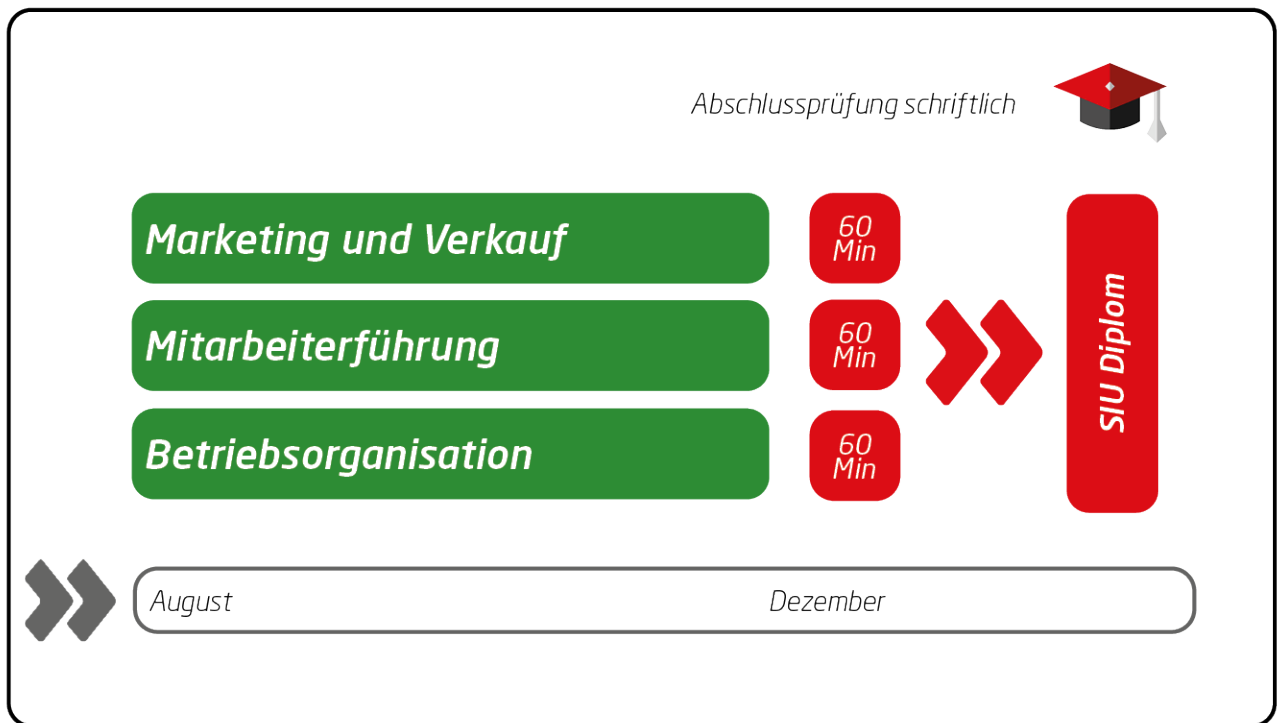 Abschlussprüfung schriftlich
Marketing und Verkauf
60
Min
Mitarbeiterführung
60
Min
Betriebsorganisation
60
Min
SIU Diplom
August
Dezember